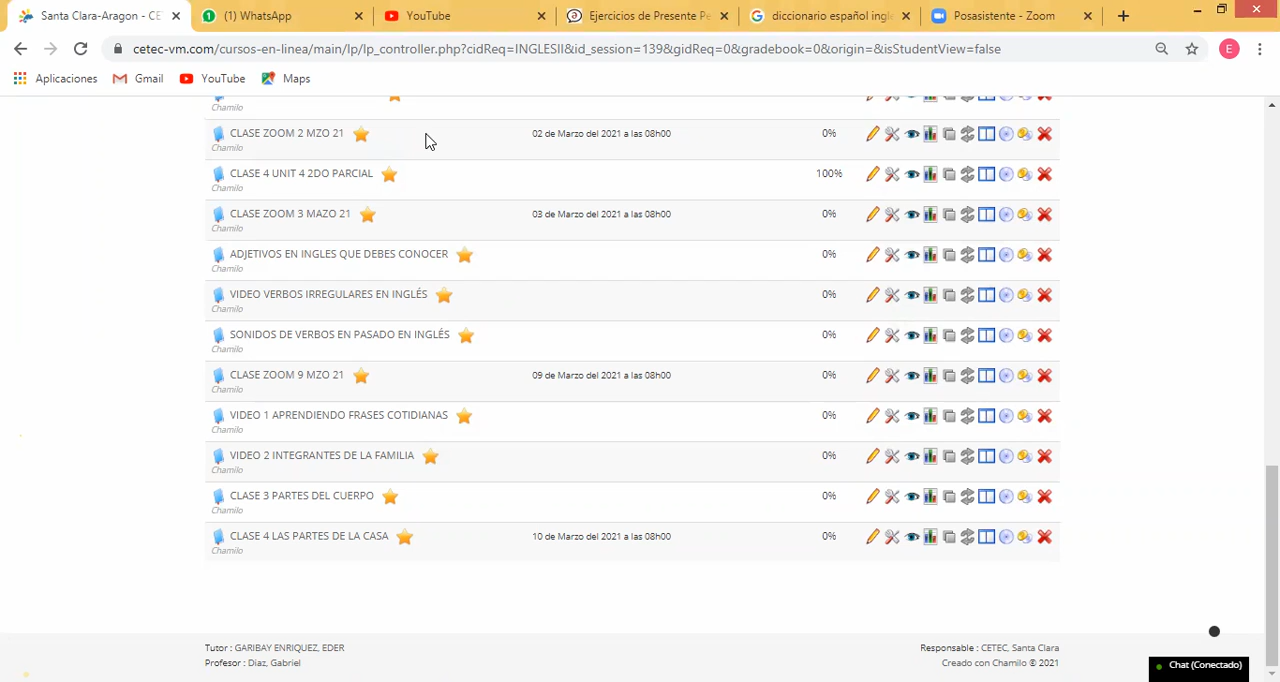 Santa Clara-Aragon - CE
(1) WhatsApp
YouTube
Ejercicios de Presente Pe
diccionario español ingle
Posasistente - Zoom
cetec-vm.com/cursos-en-linea/main/lp/lp_controller.php?cidReq=INGLESII&id_session=139&gidReq=0&gradebook=0&origin=&isStudentView=false
E
Aplicaciones
Gmail
YouTube
Maps
Chamilo
CLASE ZOOM 2 MZO 21
02 de Marzo del 2021 a las 08h00
0%
Chamilo
CLASE 4 UNIT 4 2DO PARCIAL
100%
Chamilo
CLASE ZOOM 3 MAZO 21
03 de Marzo del 2021 a las 08h00
0%
Chamilo
ADJETIVOS EN INGLES QUE DEBES CONOCER
0%
Chamilo
VIDEO VERBOS IRREGULARES EN INGLÉS
0%
Chamilo
SONIDOS DE VERBOS EN PASADO EN INGLÉS
0%
Chamilo
CLASE ZOOM 9 MZO 21
09 de Marzo del 2021 a las 08h00
0%
Chamilo
VIDEO 1 APRENDIENDO FRASES COTIDIANAS
0%
Chamilo
VIDEO 2 INTEGRANTES DE LA FAMILIA
0%
Chamilo
CLASE 3 PARTES DEL CUERPO
0%
Chamilo
CLASE 4 LAS PARTES DE LA CASA
10 de Marzo del 2021 a las 08h00
0%
Chamilo
Tutor : GARIBAY ENRIQUEZ, EDER
Profesor : Diaz, Gabriel
Responsable : CETEC, Santa Clara
Creado con Chamilo © 2021
Chat (Conectado)